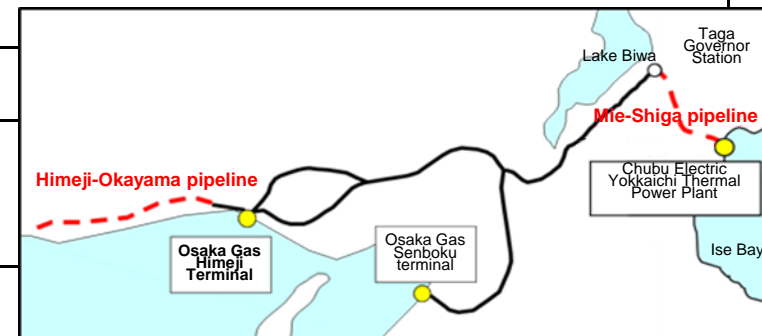 Taga
Governor
Station
Lake Biwa
Mie-Shiga pipeline
Himeji-Okayama pipeline
Chubu Electric
Yokkaichi Thermal
Power Plant
Osaka Gas
Himeji
Terminal
Osaka Gas
Senboku
terminal
Ise Bay